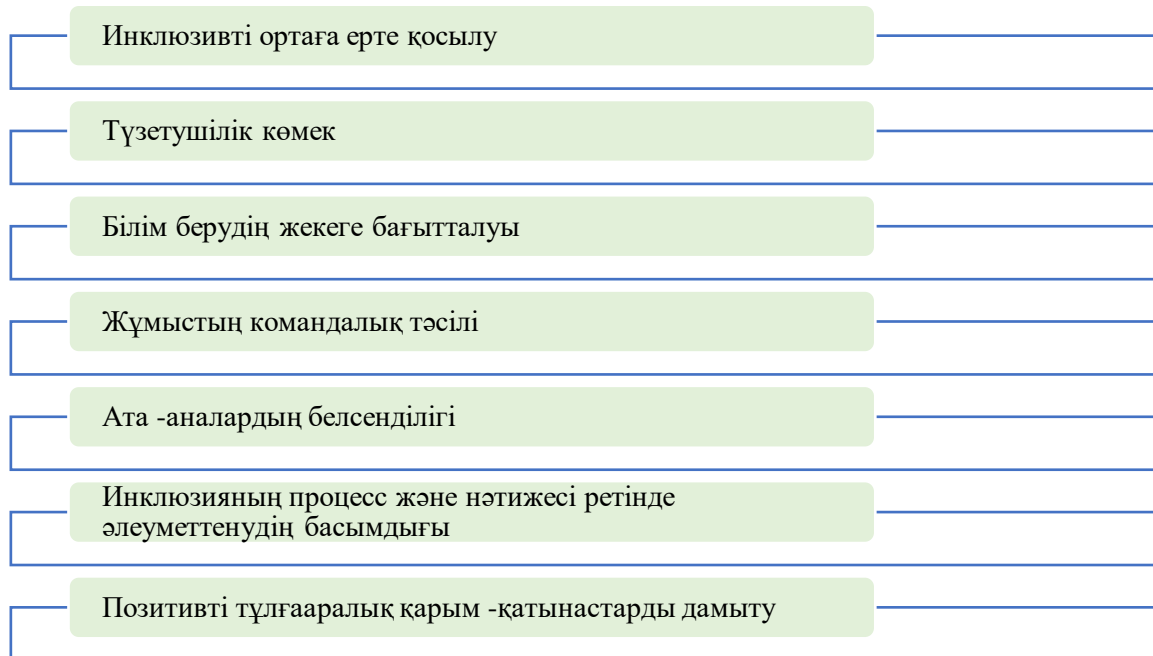 Инклюзивті ортаға ерте қосылу
Түзетушілік көмек
Білім берудің жекеге бағытталуы
Жұмыстың командалық тәсілі
Ата -аналардың белсенділігі
Инклюзияның процесс және нәтижесі ретінде
әлеуметтенудің басымдығы
Позитивті тұлғааралық қарым -қатынастарды дамыту